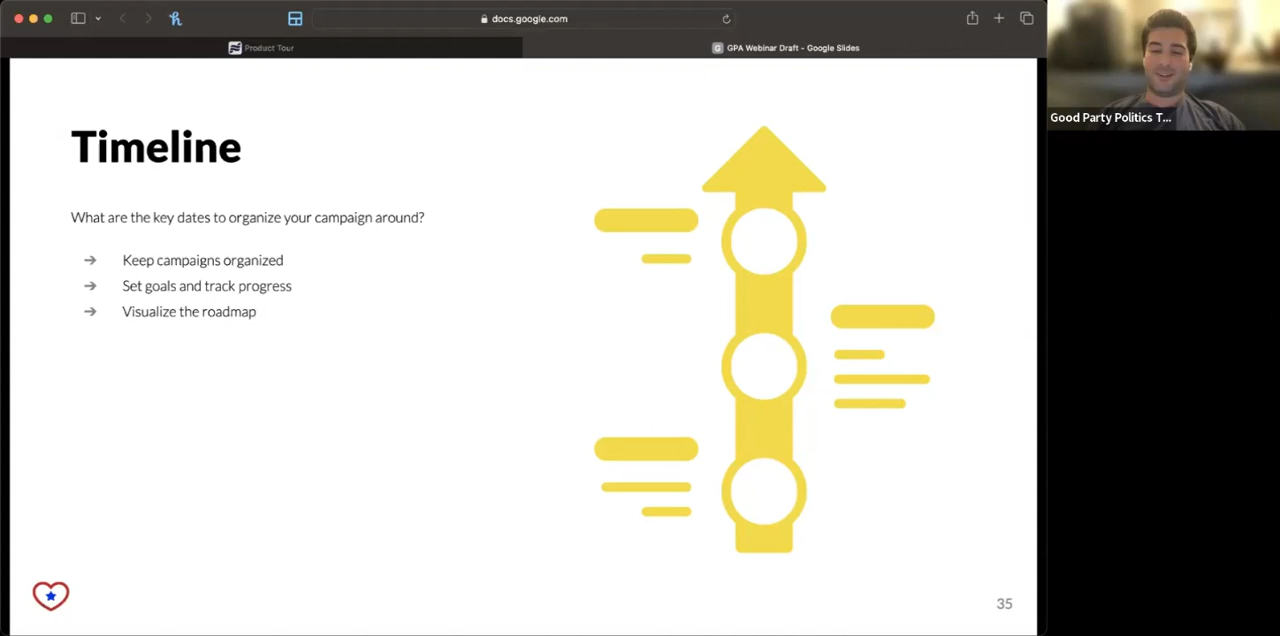 docs.google.com
Product Tour
G GPA Webinar Draft - Google Slides
Good Party Politics T...
Timeline
What are the key dates to organize your campaign around?
→ Keep campaigns organized
→ Set goals and track progress
→ Visualize the roadmap
35